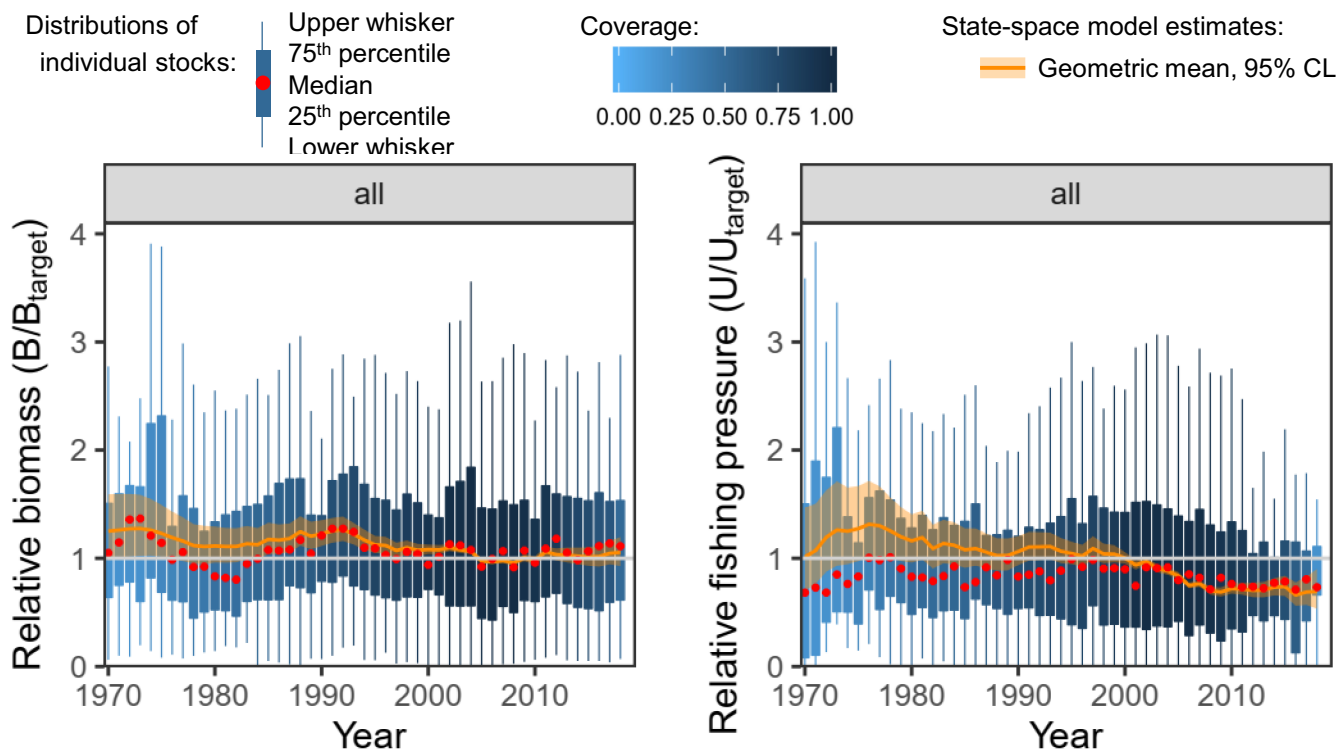 Distributions of
individual stocks:
Upper whisker
75th percentile
Median
25th percentile
Lower whisker
Coverage:
0.00 0.25 0.50 0.75 1.00
State-space model estimates:
Geometric mean, 95% CL
all
Relative biomass (B/Btarget)
4
3
2
1
0
1970 1980 1990 2000 2010
Year
all
Relative fishing pressure (U/Utarget)
4
3
2
1
0
1970 1980 1990 2000 2010
Year